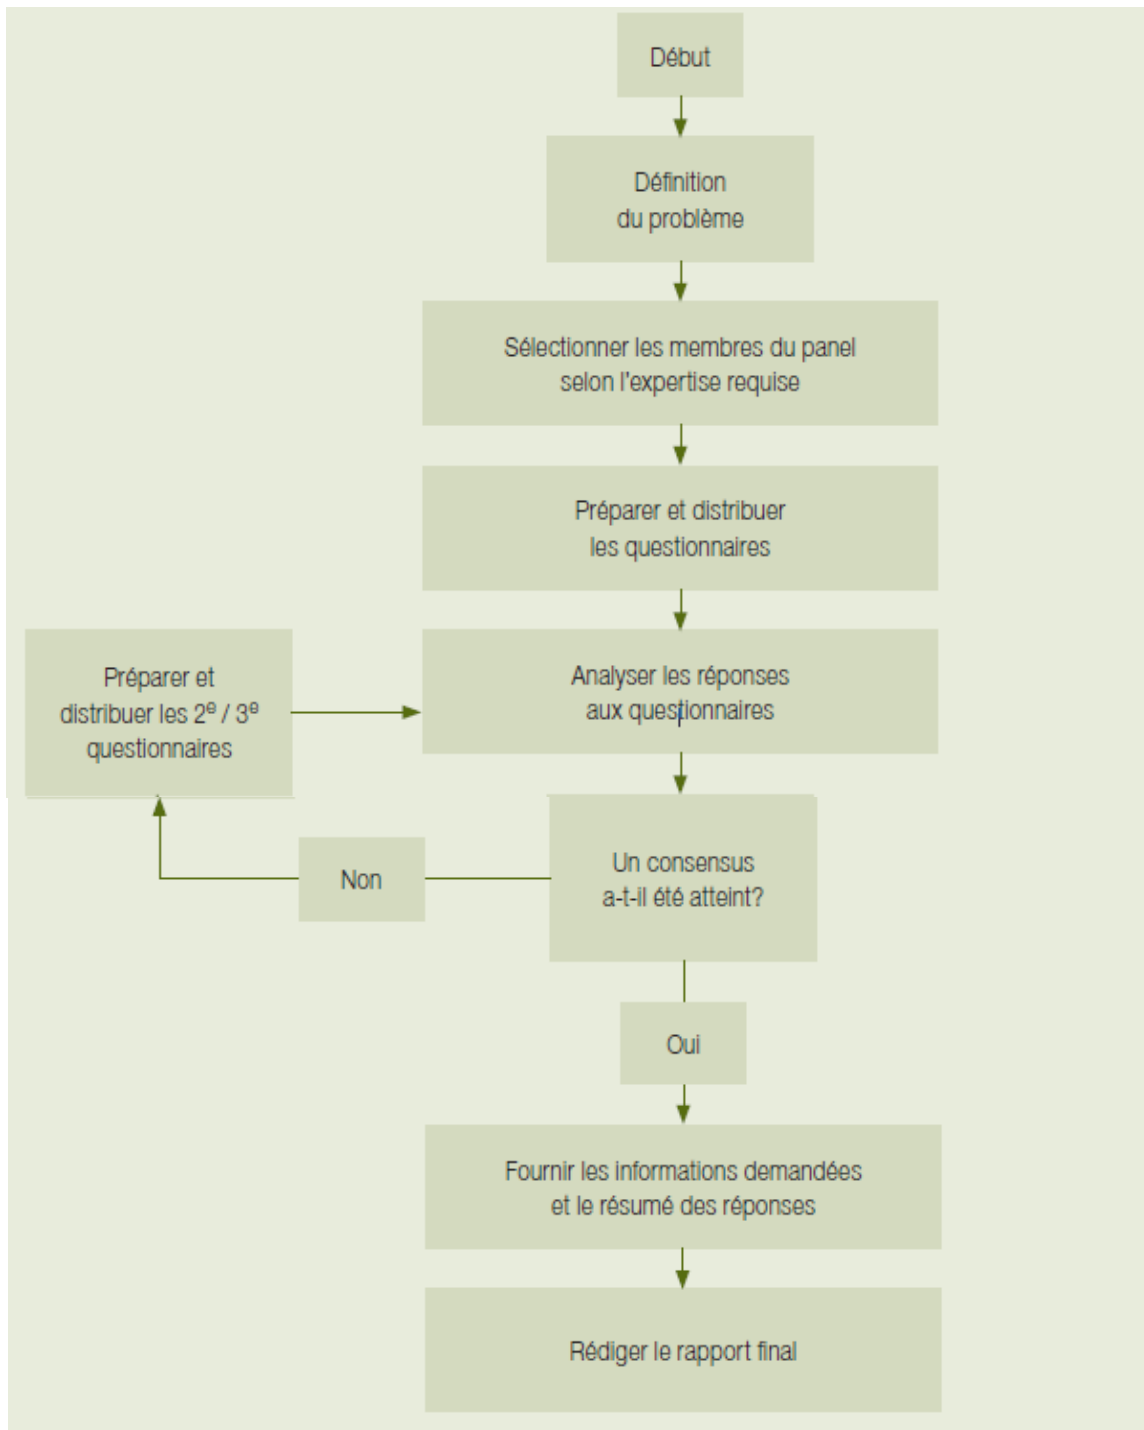 Début
Définition
du problème
Sélectionner les membres du panel
selon l'expertise requise
Préparer et distribuer
les questionnaires
Préparer et
distribuer les 2e / 3e
questionnaires
Analyser les réponses
aux questionnaires
Un consensus
a-t-il été atteint?
Non
Oui
Fournir les informations demandées
et le résumé des réponses
Rédiger le rapport final